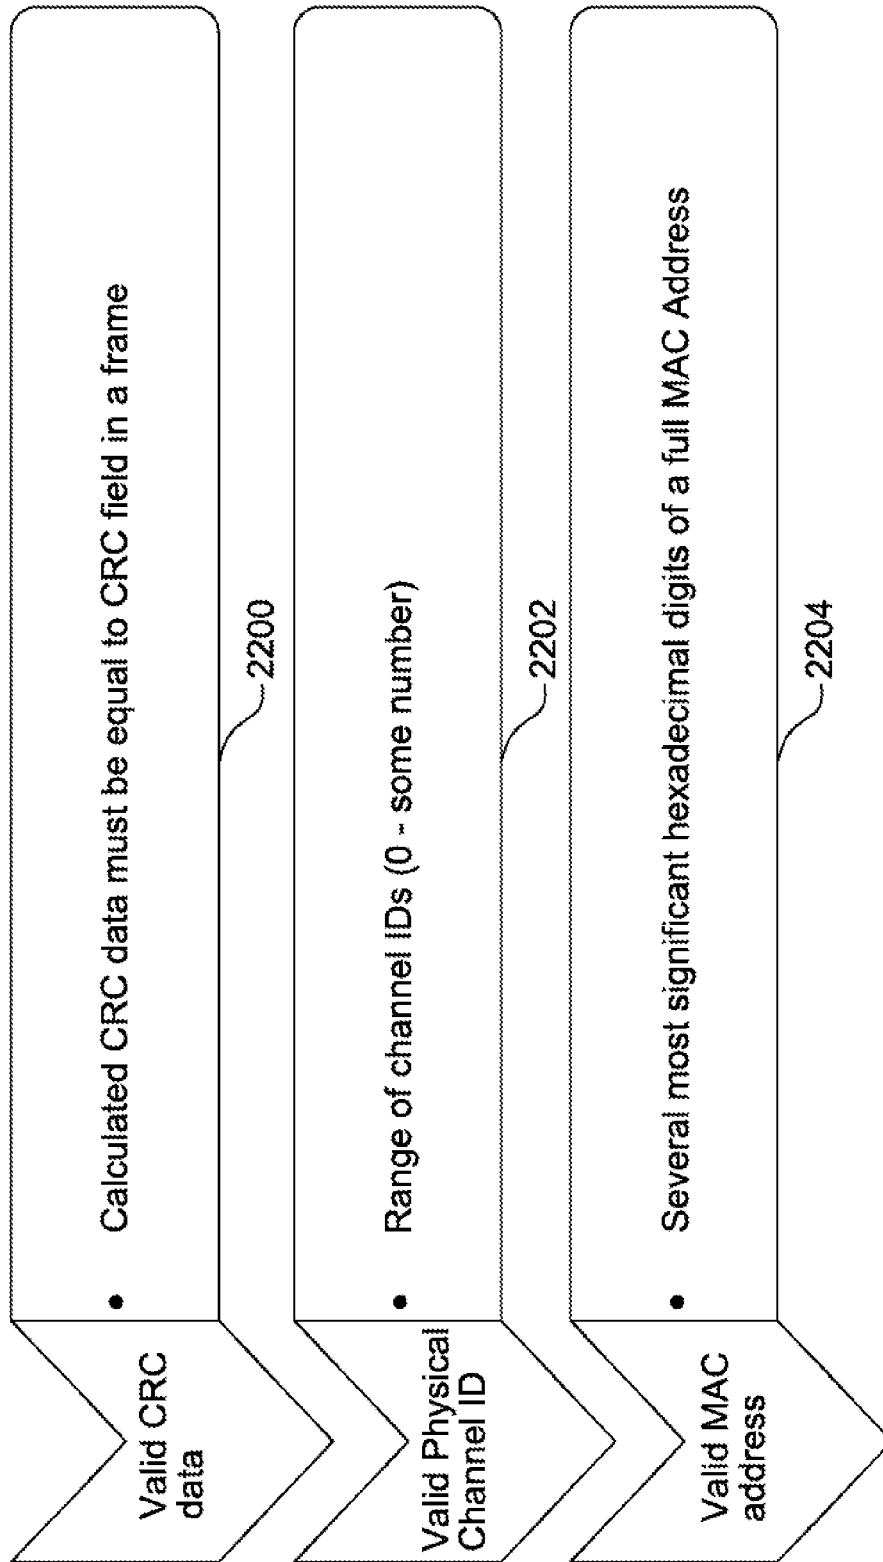 Valid CRC
data
• Calculated CRC data must be equal to CRC field in a frame
2200
Valid Physical
Channel ID
• Range of channel IDs (0 - some number)
2202
Valid MAC
address
• Several most significant hexadecimal digits of a full MAC Address
2204